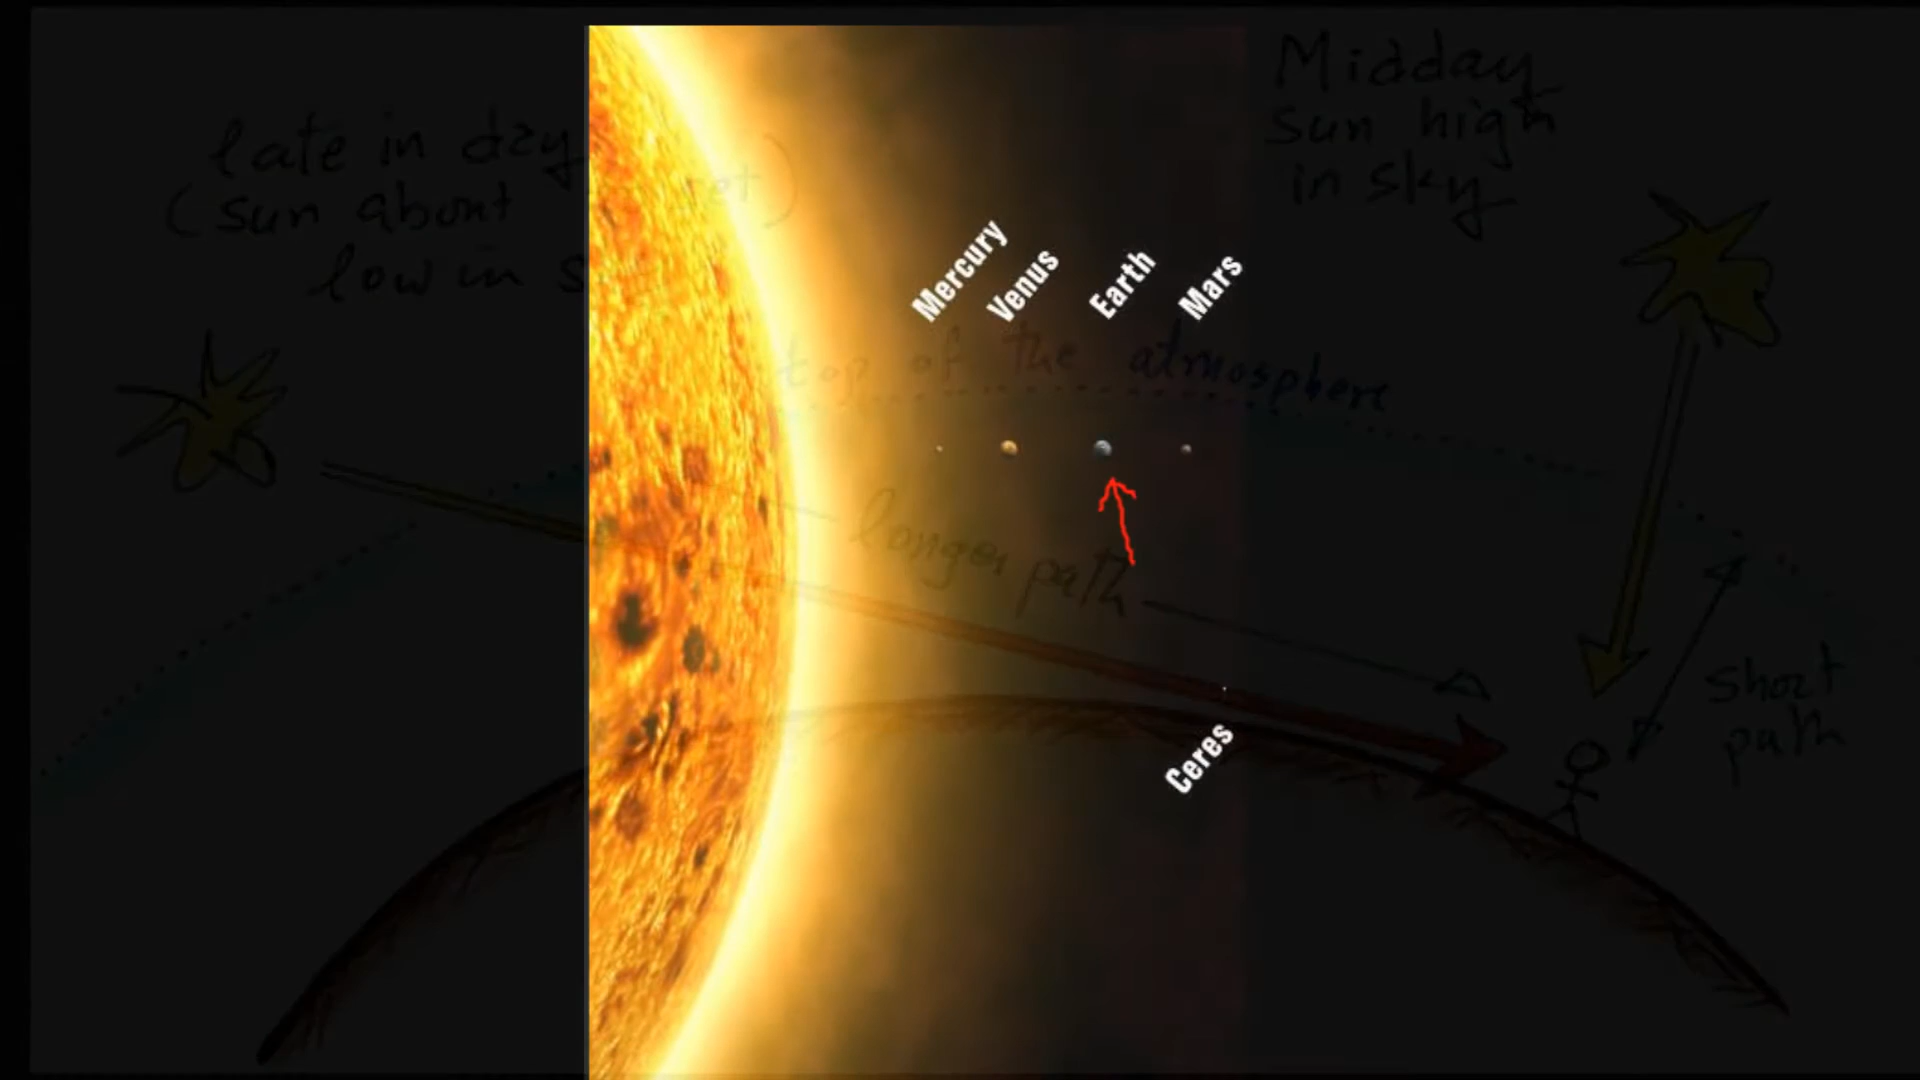 late in day
(sun about set)
low in s
Midday
sun high
in sky
Mercury
Venus
Earth
Mars
top of the atmosphere
longer path
short
path
Ceres